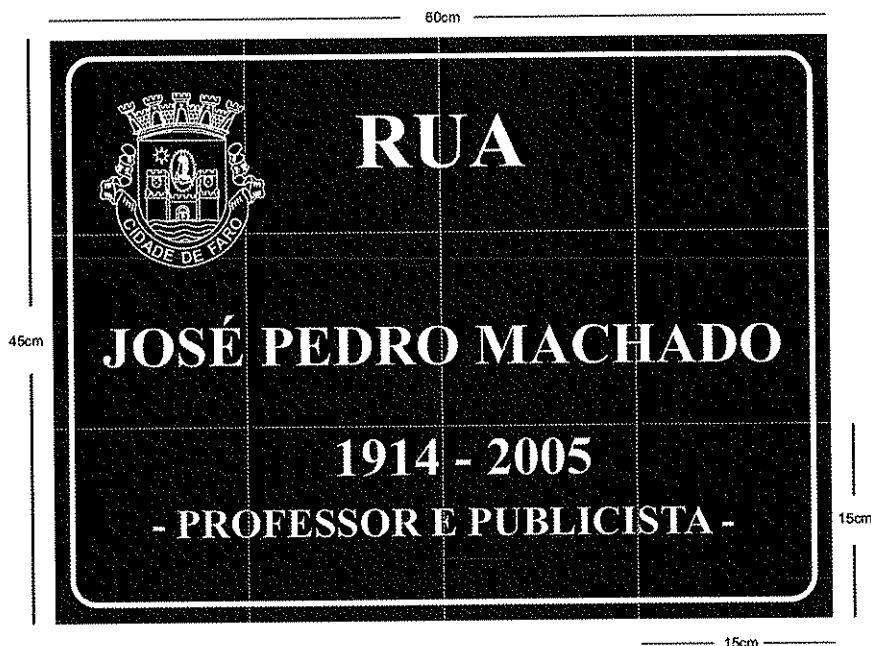 60cm
RUA
CIDADE DE FARO
45cm
JOSÉ PEDRO MACHADO
1914 - 2005
- PROFESSOR E PUBLICISTA -
15cm
15cm